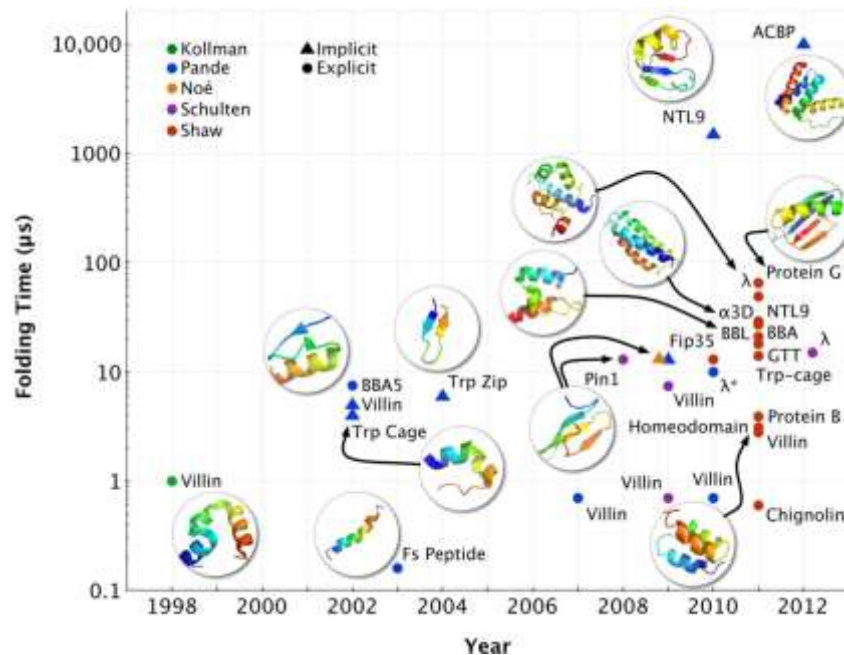 10,000
1000
100
10
1
0.1
Folding Time (µs)
Kollman
Pande
Noé
Schulten
Shaw
Implicit
Explicit
ACBP
NTL9
λ
Protein G
α3D
NTL9
BBL
BBA
λ
Fip35
GTT
Trp-cage
Pin1
λ*
BBA5
Villin
Trp Cage
Trp Zip
Villin
Homeodomain
Protein B
Villin
Villin
Villin
Villin
Villin
Chignolin
Fs Peptide
1998
2000
2002
2004
2006
2008
2010
2012
Year